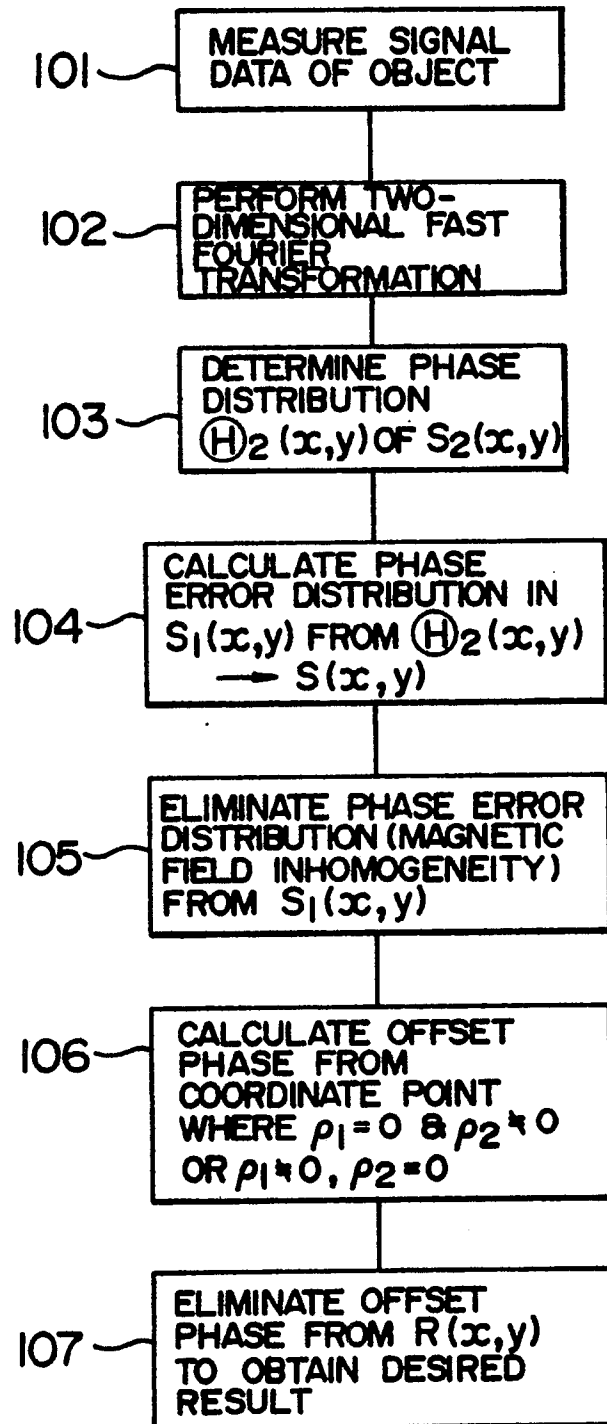 101
MEASURE SIGNAL
DATA OF OBJECT
102
PERFORM TWO-
DIMENSIONAL FAST
FOURIER
TRANSFORMATION
103
DETERMINE PHASE
DISTRIBUTION
Ⓗ₂(x,y) OF S₂(x,y)
104
CALCULATE PHASE
ERROR DISTRIBUTION IN
S₁(x,y) FROM Ⓗ₂(x,y)
→ S(x,y)
105
ELIMINATE PHASE ERROR
DISTRIBUTION (MAGNETIC
FIELD INHOMOGENEITY)
FROM S₁(x,y)
106
CALCULATE OFFSET
PHASE FROM
COORDINATE POINT
WHERE ρ₁=0 & ρ₂≒0
OR ρ₁≒0, ρ₂=0
107
ELIMINATE OFFSET
PHASE FROM R(x,y)
TO OBTAIN DESIRED
RESULT